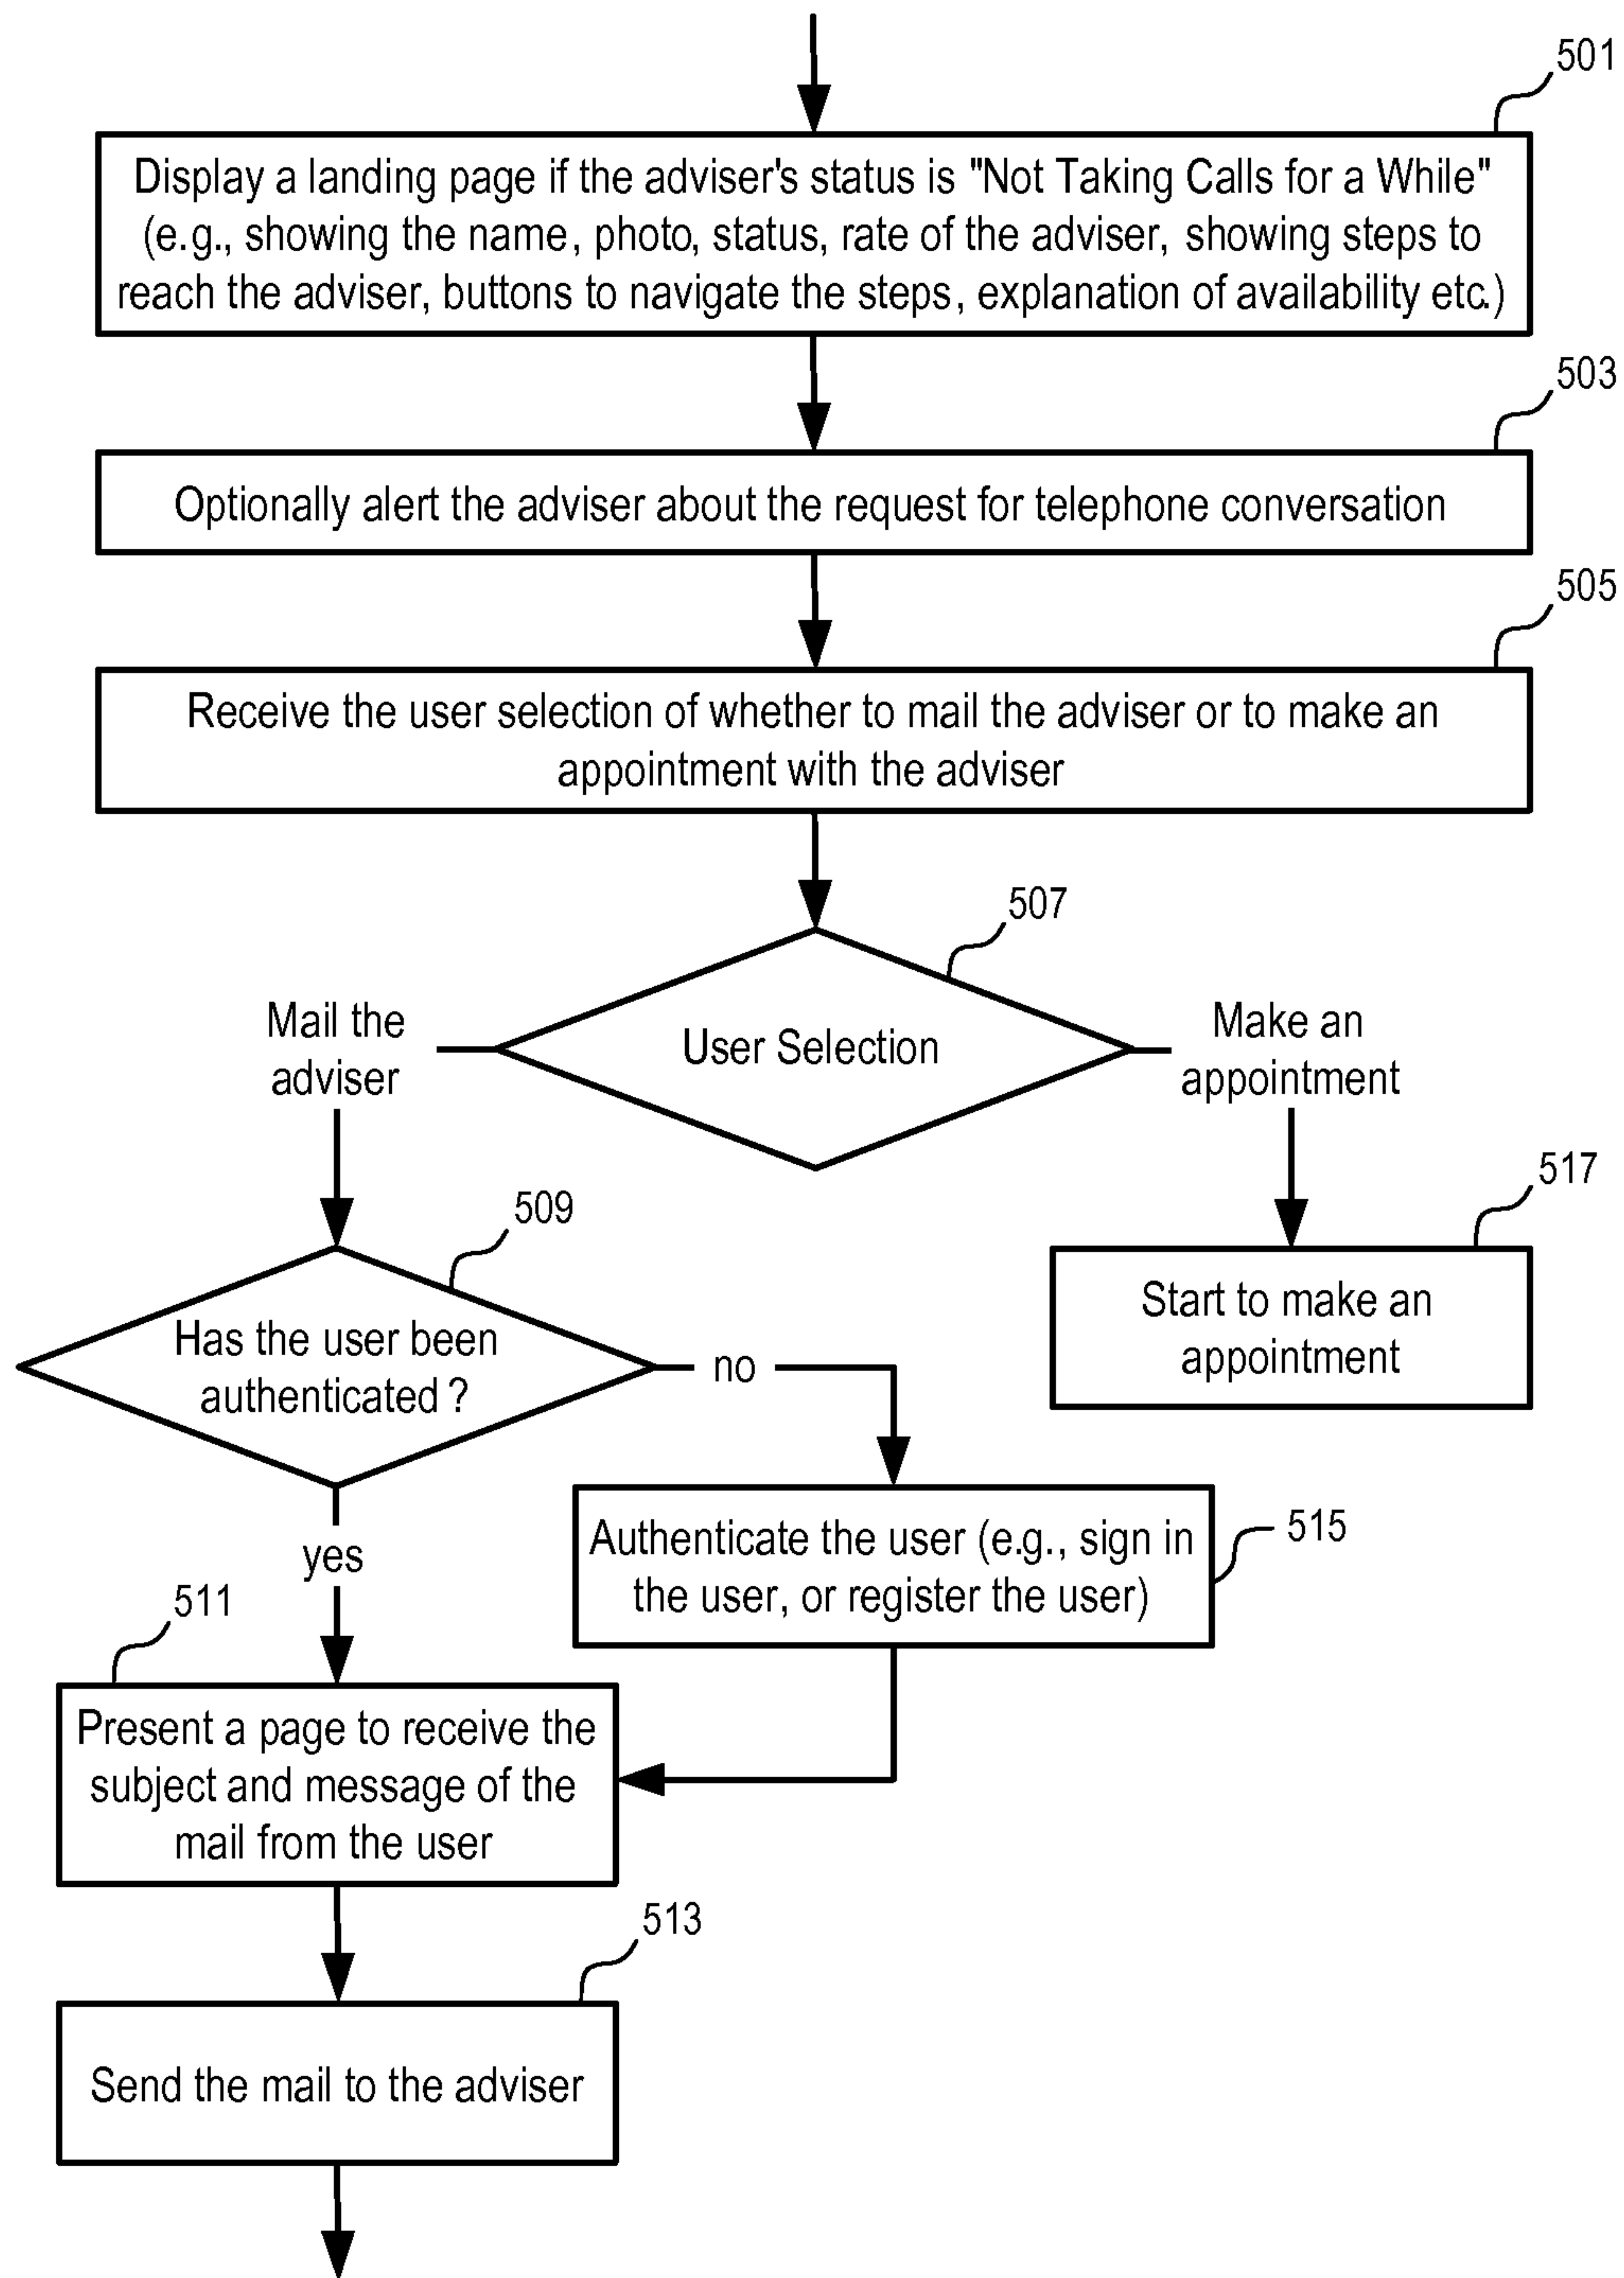 501
Display a landing page if the adviser's status is "Not Taking Calls for a While"
(e.g., showing the name, photo, status, rate of the adviser, showing steps to
reach the adviser, buttons to navigate the steps, explanation of availability etc.)
503
Optionally alert the adviser about the request for telephone conversation
505
Receive the user selection of whether to mail the adviser or to make an
appointment with the adviser
507
User Selection
Mail the
adviser
Make an
appointment
517
Start to make an
appointment
509
Has the user been
authenticated ?
no
yes
515
Authenticate the user (e.g., sign in
the user, or register the user)
511
Present a page to receive the
subject and message of the
mail from the user
513
Send the mail to the adviser